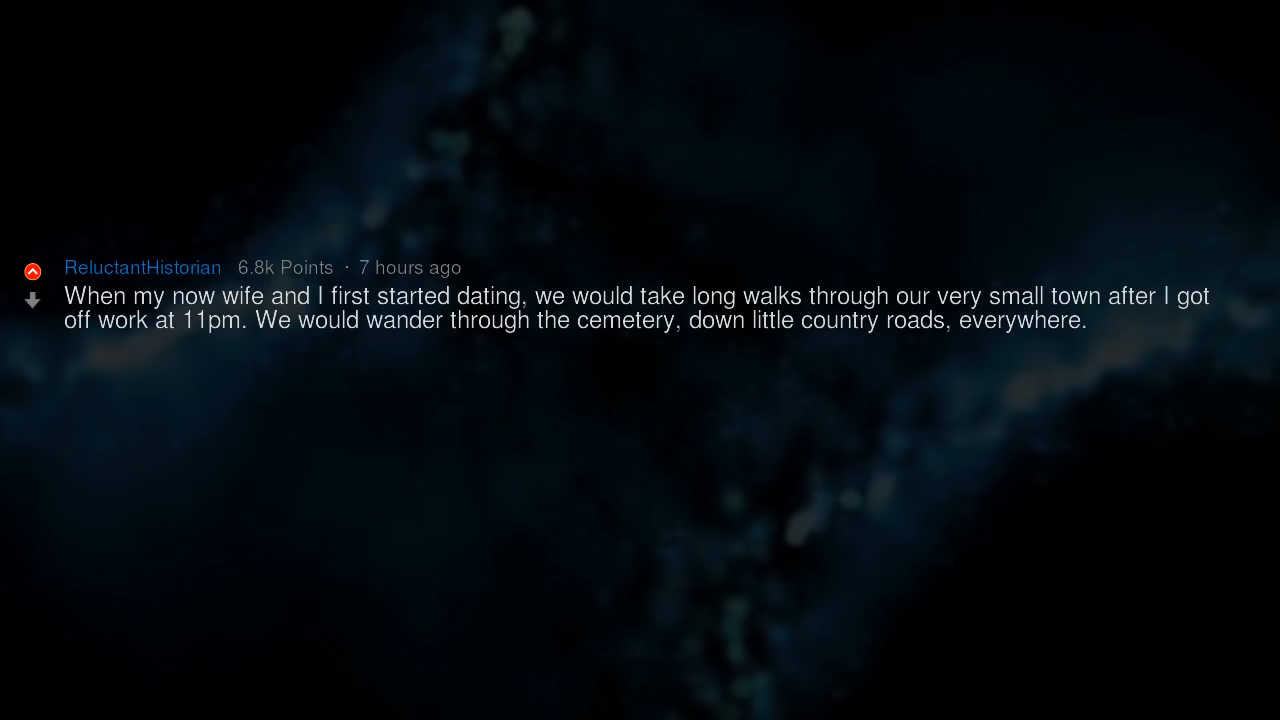 ReluctantHistorian 6.8k Points · 7 hours ago
When my now wife and I first started dating, we would take long walks through our very small town after I got
off work at 11pm. We would wander through the cemetery, down little country roads, everywhere.